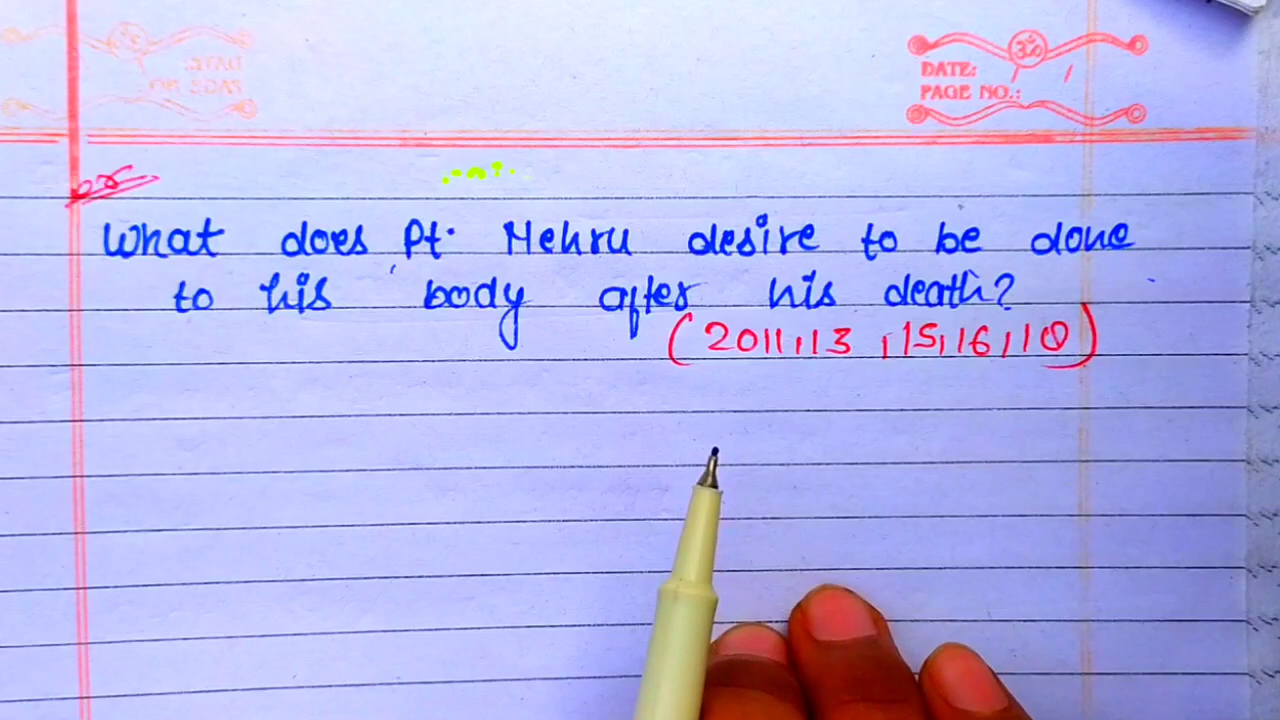 DATE:
PAGE NO.:
What does Pt. Nehru desire to be done
to his body after his death?
(2011,13,15,16,18)